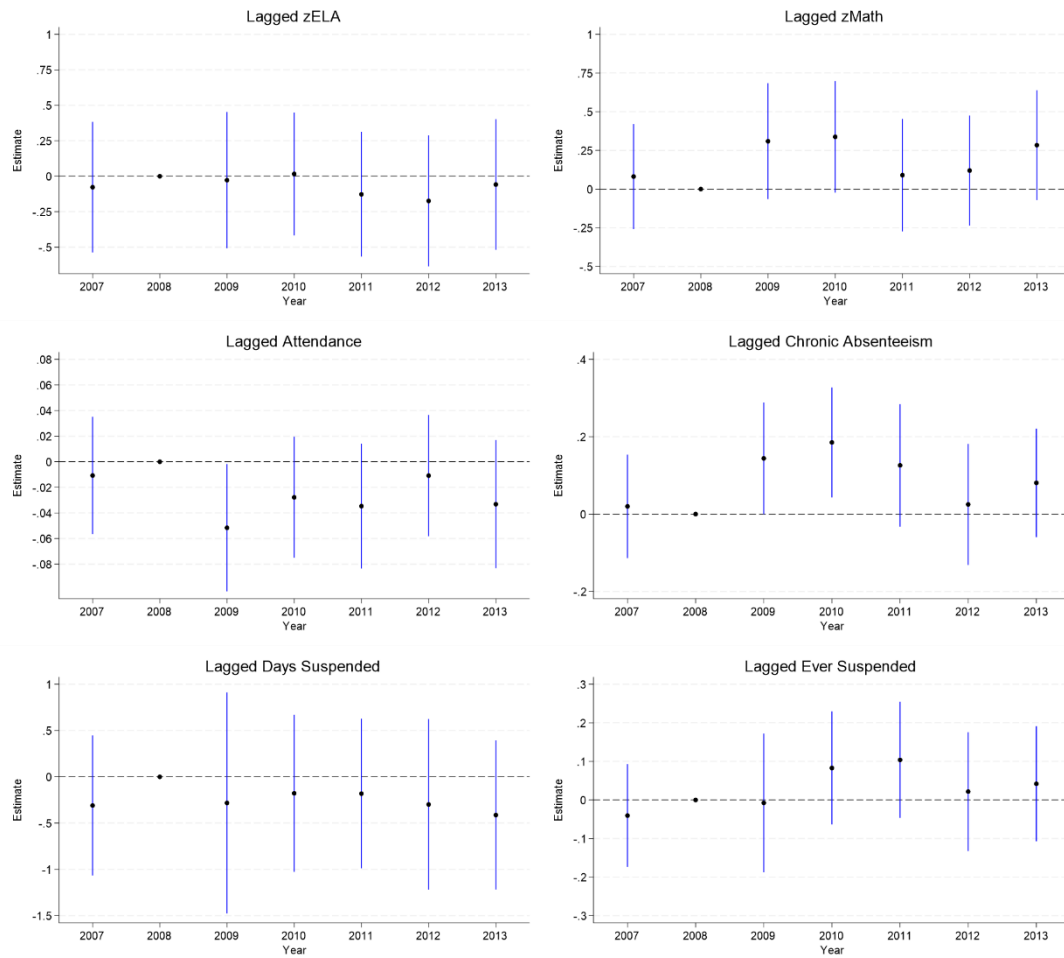 Lagged zELA
1
.75
.5
.25
0
-.25
-.5
Estimate
2007 2008 2009 2010 2011 2012 2013
Year
Lagged zMath
1
.75
.5
.25
0
-.25
-.5
Estimate
2007 2008 2009 2010 2011 2012 2013
Year
Lagged Attendance
.08
.06
.04
.02
0
-.02
-.04
-.06
-.08
Estimate
2007 2008 2009 2010 2011 2012 2013
Year
Lagged Chronic Absenteeism
.4
.2
0
-.2
Estimate
2007 2008 2009 2010 2011 2012 2013
Year
Lagged Days Suspended
1
.5
0
-.5
-1
-1.5
Estimate
2007 2008 2009 2010 2011 2012 2013
Year
Lagged Ever Suspended
.3
.2
.1
0
-.1
-.2
-.3
Estimate
2007 2008 2009 2010 2011 2012 2013
Year